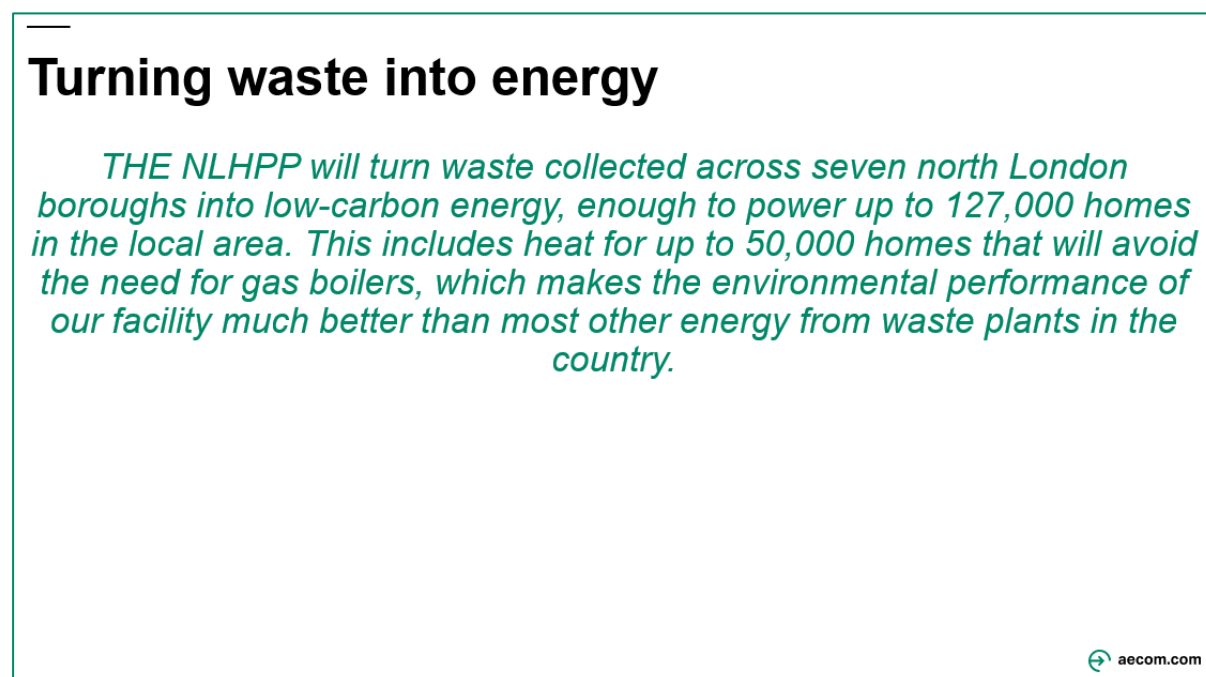 Turning waste into energy
THE NLHPP will turn waste collected across seven north London
boroughs into low-carbon energy, enough to power up to 127,000 homes
in the local area. This includes heat for up to 50,000 homes that will avoid
the need for gas boilers, which makes the environmental performance of
our facility much better than most other energy from waste plants in the
country.
aecom.com